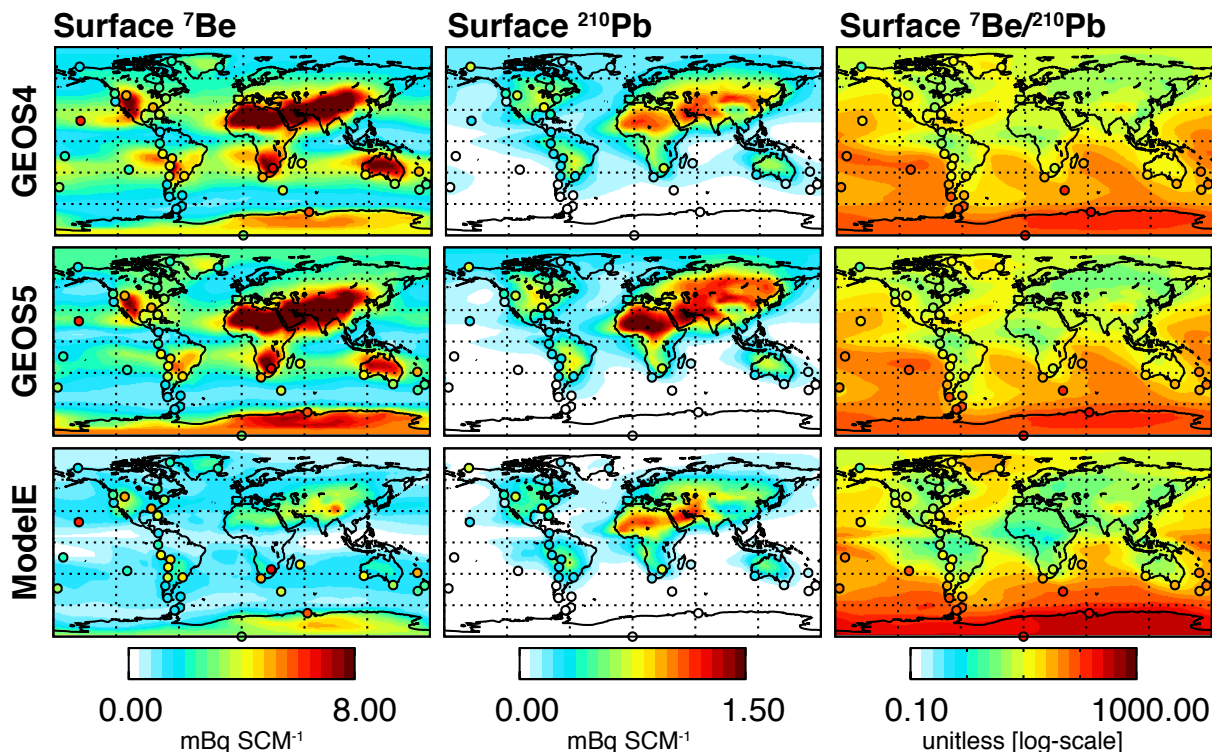 Surface ⁷Be
Surface ²¹⁰Pb
Surface ⁷Be/²¹⁰Pb
GEOS4
GEOS5
ModelE
0.00 8.00
mBq SCM⁻¹
0.00 1.50
mBq SCM⁻¹
0.10 1000.00
unitless [log-scale]